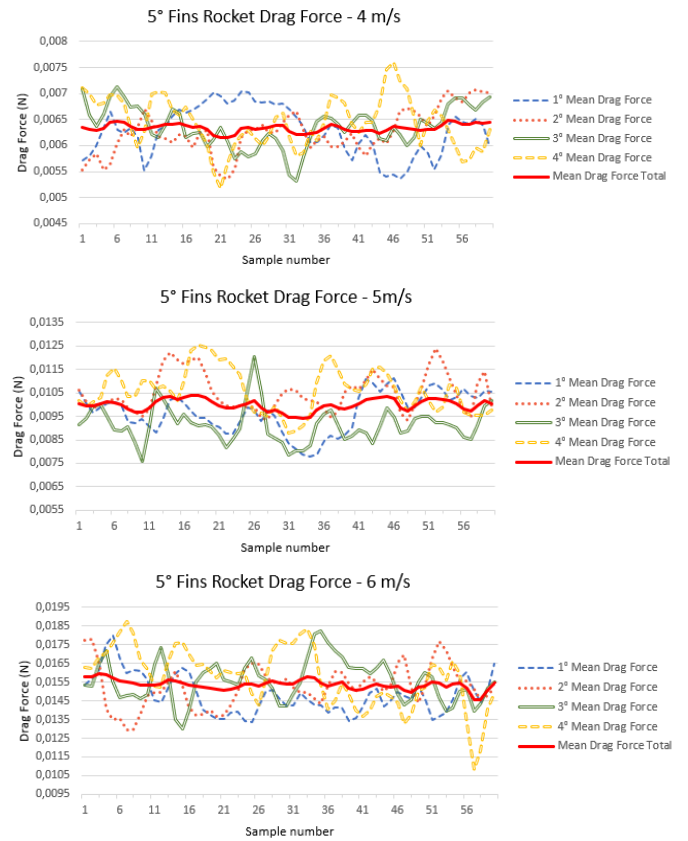 5° Fins Rocket Drag Force - 4 m/s
0,008
0,0075
0,007
0,0065
0,006
0,0055
0,005
0,0045
Drag Force (N)
1 6 11 16 21 26 31 36 41 46 51 56
Sample number
1° Mean Drag Force
2° Mean Drag Force
3° Mean Drag Force
4° Mean Drag Force
Mean Drag Force Total
5° Fins Rocket Drag Force - 5m/s
0,0135
0,0125
0,0115
0,0105
0,0095
0,0085
0,0075
0,0065
0,0055
Drag Force (N)
1 6 11 16 21 26 31 36 41 46 51 56
Sample number
1° Mean Drag Force
2° Mean Drag Force
3° Mean Drag Force
4° Mean Drag Force
Mean Drag Force Total
5° Fins Rocket Drag Force - 6 m/s
0,0195
0,0185
0,0175
0,0165
0,0155
0,0145
0,0135
0,0125
0,0115
0,0105
0,0095
Drag Force (N)
1 6 11 16 21 26 31 36 41 46 51 56
Sample number
1° Mean Drag Force
2° Mean Drag Force
3° Mean Drag Force
4° Mean Drag Force
Mean Drag Force Total